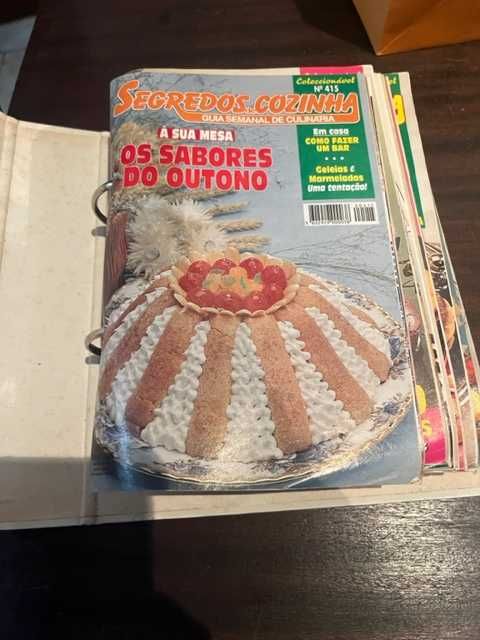 Coleccionável
Nº 415
SEGREDOS DE COZINHA
GUIA SEMANAL DE CULINÁRIA
À SUA MESA
OS SABORES
DO OUTONO
Em casa
COMO FAZER
UM BAR
Geleias E
Marmeladas
Uma tentação!